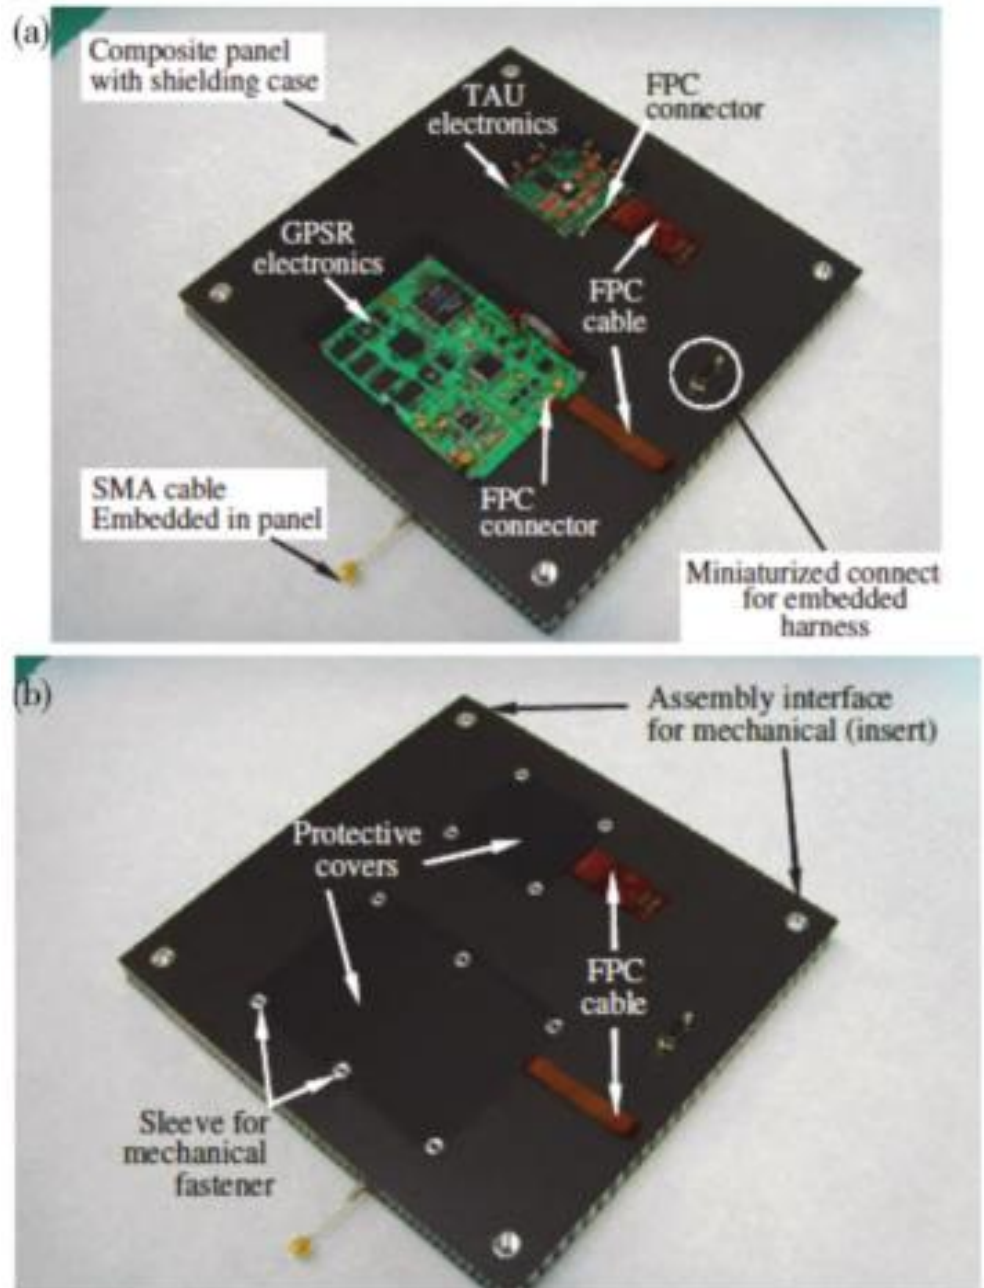 (a)
Composite panel
with shielding case
TAU
electronics
FPC
connector
GPSR
electronics
FPC
cable
SMA cable
Embedded in panel
FPC
connector
Miniaturized connect
for embedded
harness
(b)
Assembly interface
for mechanical (insert)
Protective
covers
FPC
cable
Sleeve for
mechanical
fastener